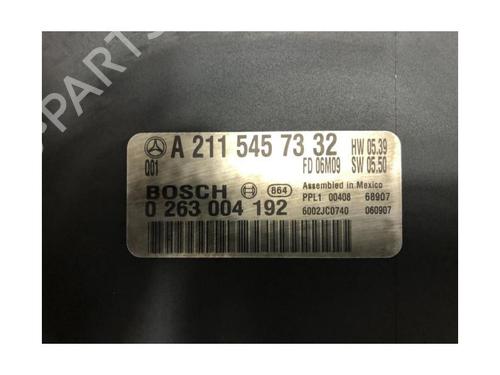 PARTS
A 211 545 73 32
HW 05.39
001
FD 06M09
SW 05.50
BOSCH
864
Assembled in Mexico
0 263 004 192
PPL1 00408 68907
6002JC0740 060907